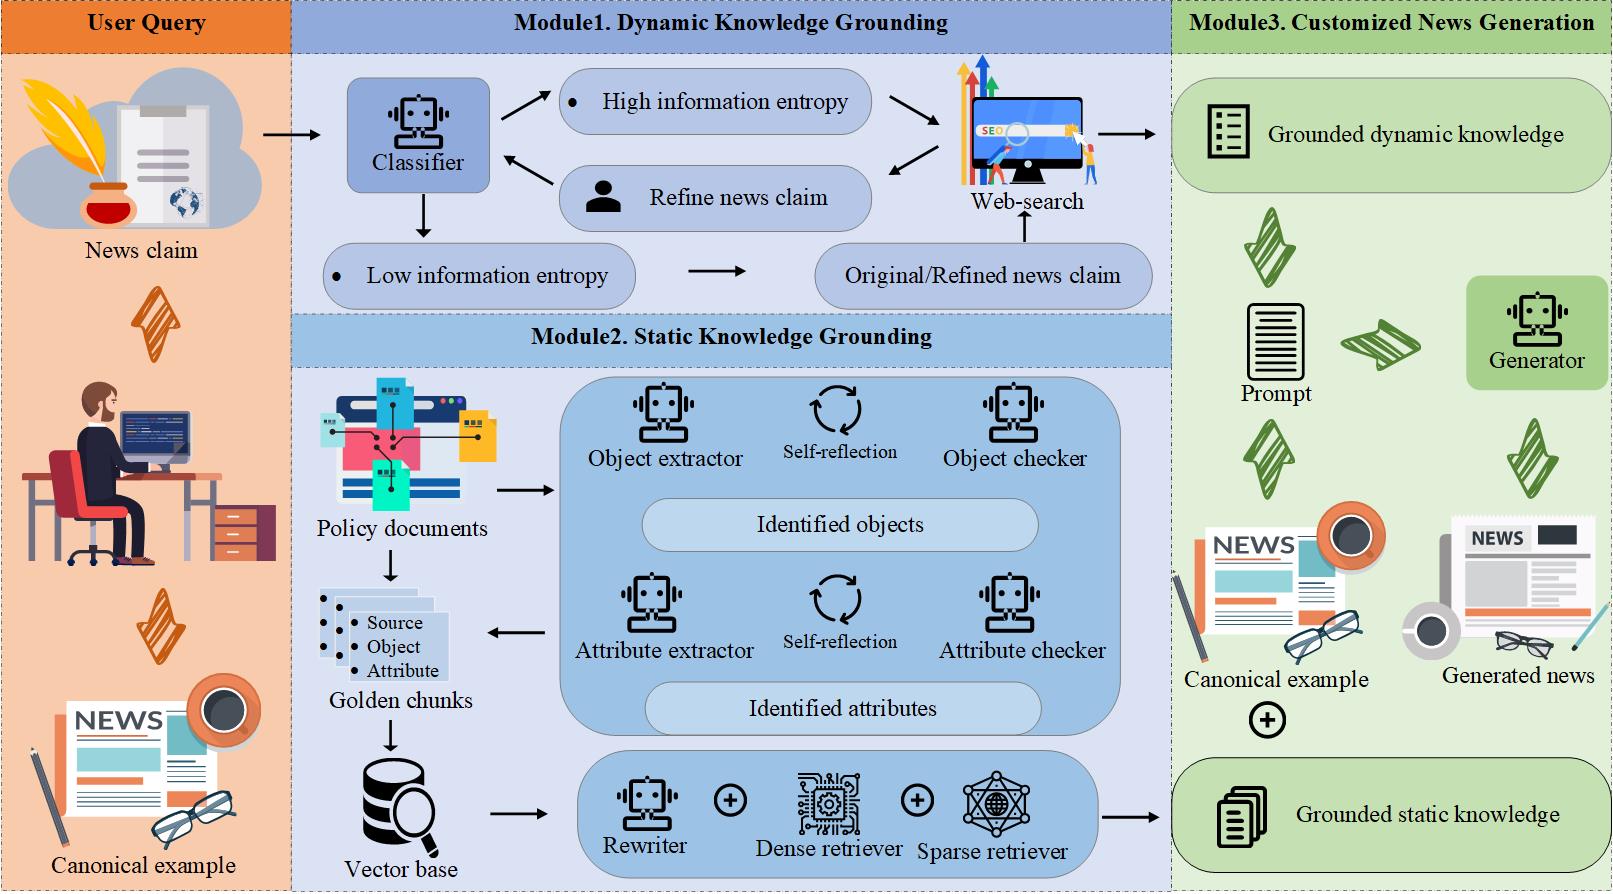 User Query
News claim
NEWS
Canonical example
Module1. Dynamic Knowledge Grounding
Classifier
• High information entropy
Refine news claim
SEO
Web-search
• Low information entropy
Original/Refined news claim
Module2. Static Knowledge Grounding
Policy documents
• Source
• Object
• Attribute
Golden chunks
Vector base
Object extractor
Self-reflection
Object checker
Identified objects
Attribute extractor
Self-reflection
Attribute checker
Identified attributes
Rewriter
Dense retriever
Sparse retriever
Module3. Customized News Generation
Grounded dynamic knowledge
Prompt
Generator
NEWS
Canonical example
NEWS
Generated news
Grounded static knowledge